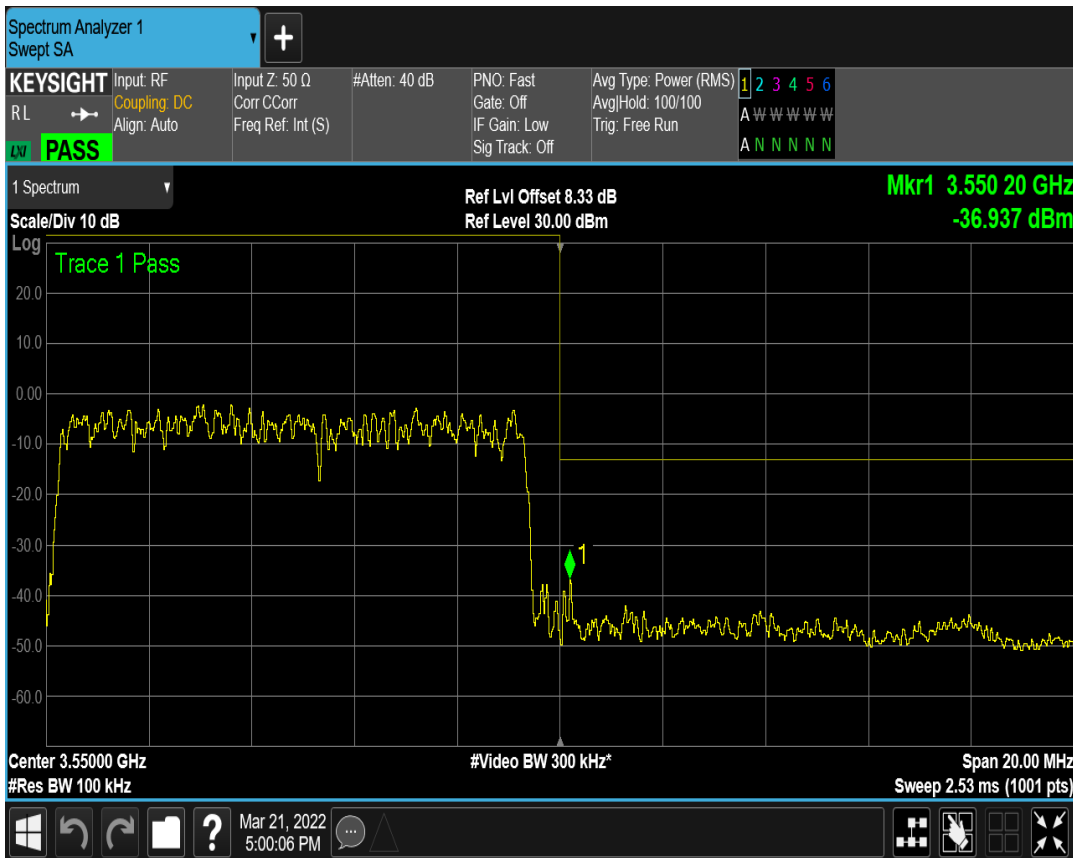 Spectrum Analyzer 1
Swept SA
+
KEYSIGHT
R L
LXI PASS
Input: RF
Coupling: DC
Align: Auto
Input Z: 50 Ω
Corr CCorr
Freq Ref: Int (S)
#Atten: 40 dB
PNO: Fast
Gate: Off
IF Gain: Low
Sig Track: Off
Avg Type: Power (RMS)
Avg|Hold: 100/100
Trig: Free Run
1 2 3 4 5 6
A W W W W W
A N N N N N
1 Spectrum
Scale/Div 10 dB
Ref Lvl Offset 8.33 dB
Ref Level 30.00 dBm
Mkr1 3.550 20 GHz
-36.937 dBm
Log
Trace 1 Pass
20.0
10.0
0.00
-10.0
-20.0
-30.0
1
-40.0
-50.0
-60.0
Center 3.55000 GHz
#Res BW 100 kHz
#Video BW 300 kHz*
Span 20.00 MHz
Sweep 2.53 ms (1001 pts)
?
Mar 21, 2022
5:00:06 PM